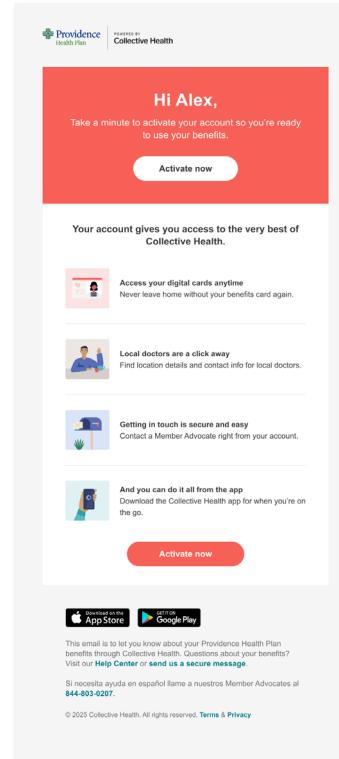 Providence
Health Plan
POWERED BY
Collective Health
Hi Alex,
Take a minute to activate your account so you're ready
to use your benefits.
Activate now
Your account gives you access to the very best of
Collective Health.
Access your digital cards anytime
Never leave home without your benefits card again.
Local doctors are a click away
Find location details and contact info for local doctors.
Getting in touch is secure and easy
Contact a Member Advocate right from your account.
And you can do it all from the app
Download the Collective Health app for when you're on
the go.
Activate now
Download on the
App Store
GET IT ON
Google Play
This email is to let you know about your Providence Health Plan
benefits through Collective Health. Questions about your benefits?
Visit our Help Center or send us a secure message.
Si necesita ayuda en español llame a nuestros Member Advocates al
844-803-0207.
© 2025 Collective Health. All rights reserved. Terms & Privacy